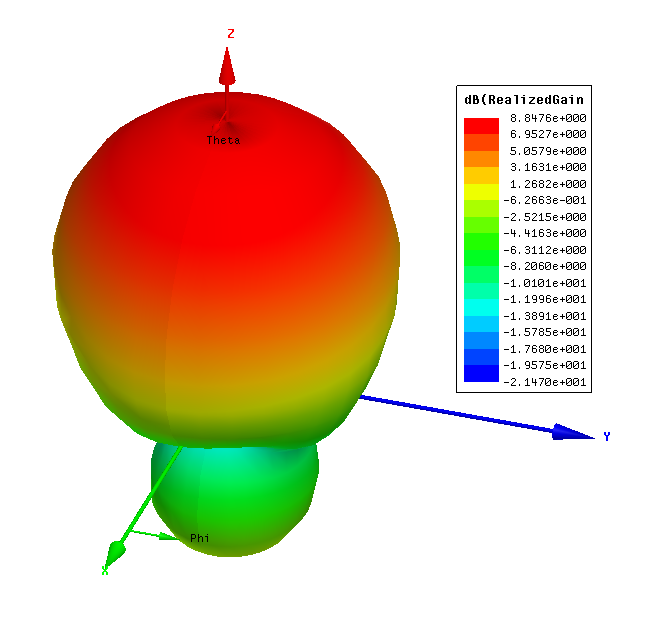 Z
Theta
dB(RealizedGain
8.8476e+000
6.9527e+000
5.0579e+000
3.1631e+000
1.2682e+000
-6.2663e-001
-2.5215e+000
-4.4163e+000
-6.3112e+000
-8.2060e+000
-1.0101e+001
-1.1996e+001
-1.3891e+001
-1.5785e+001
-1.7680e+001
-1.9575e+001
-2.1470e+001
Y
Phi
X